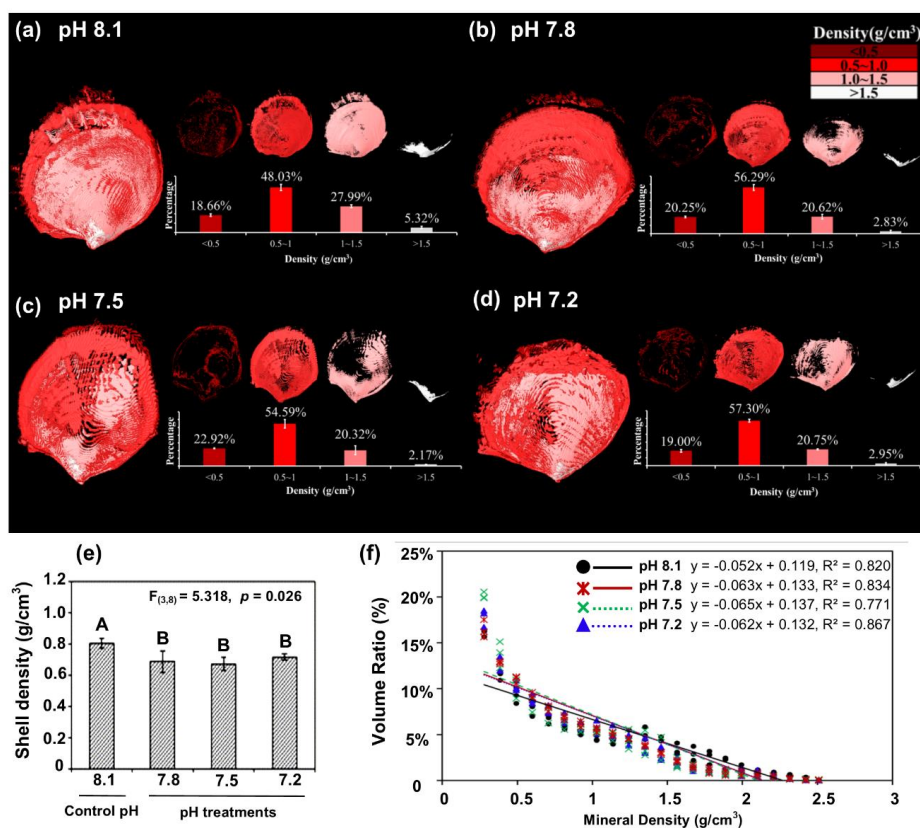 (a) pH 8.1
(b) pH 7.8
Density(g/cm³)
<0.5
0.5~1.0
1.0~1.5
>1.5
Percentage
18.66%
48.03%
27.99%
5.32%
<0.5 0.5~1 1~1.5 >1.5
Density (g/cm³)
Percentage
20.25%
56.29%
20.62%
2.83%
<0.5 0.5~1 1~1.5 >1.5
Density (g/cm³)
(c) pH 7.5
(d) pH 7.2
Percentage
22.92%
54.59%
20.32%
2.17%
<0.5 0.5~1 1~1.5 >1.5
Density (g/cm³)
Percentage
19.00%
57.30%
20.75%
2.95%
<0.5 0.5~1 1~1.5 >1.5
Density (g/cm³)
(e)
Shell density (g/cm³)
1.2
1.0
0.8
0.6
0.4
0.2
0
F(3,8) = 5.318, p = 0.026
A B B B
8.1 7.8 7.5 7.2
Control pH pH treatments
(f)
Volume Ratio (%)
25%
20%
15%
10%
5%
0%
pH 8.1 y = -0.052x + 0.119, R² = 0.820
pH 7.8 y = -0.063x + 0.133, R² = 0.834
pH 7.5 y = -0.065x + 0.137, R² = 0.771
pH 7.2 y = -0.062x + 0.132, R² = 0.867
0 0.5 1 1.5 2 2.5 3
Mineral Density (g/cm³)